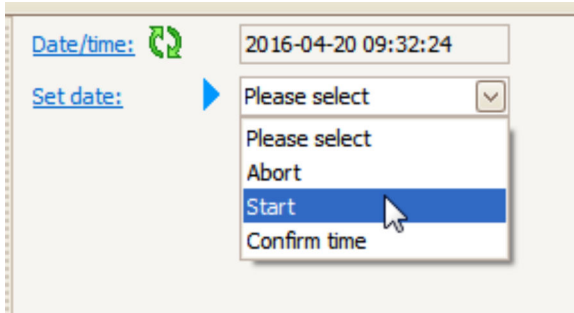 Date/time: 2016-04-20 09:32:24
Set date: Please select
Please select
Abort
Start
Confirm time